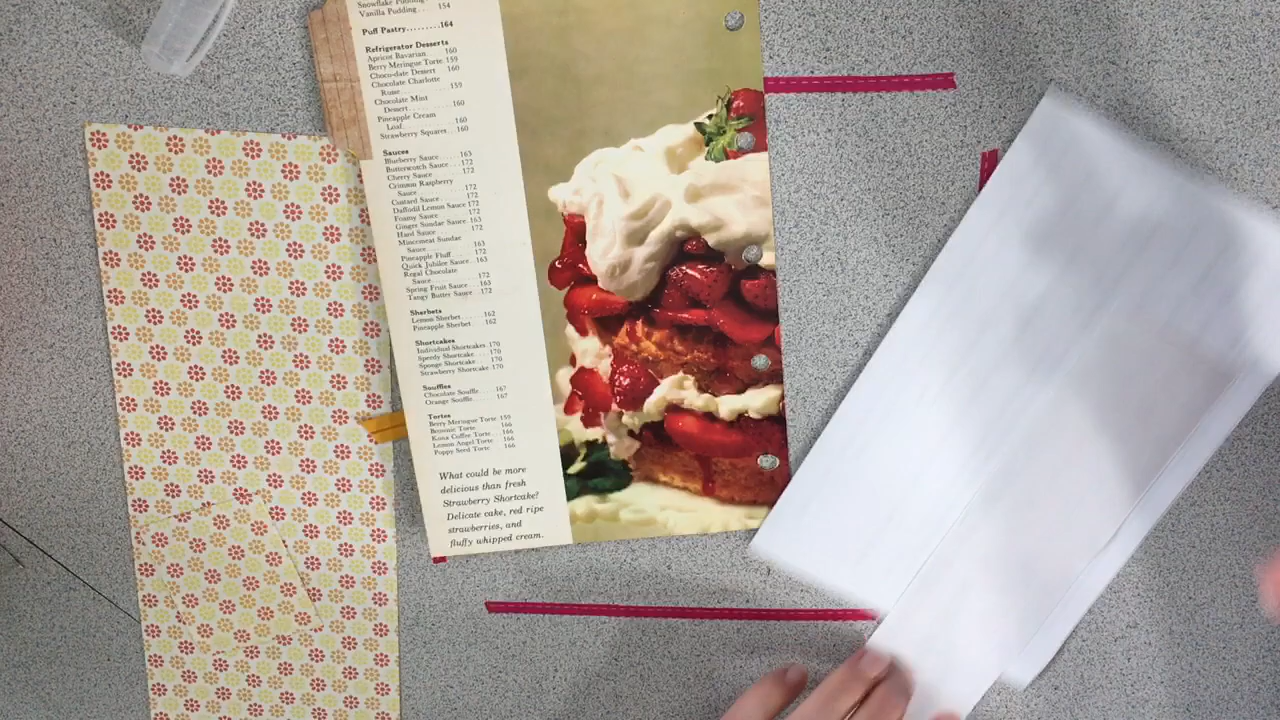 Snowflake Pudding
Vanilla Pudding.... 154
Puff Pastry.........164
Refrigerator Desserts
Apricot Bavarian..... 160
Berry Meringue Torte 159
Choco-date Dessert 160
Chocolate Charlotte
Russe............ 159
Chocolate Mint
Dessert..........160
Pineapple Cream
Loaf............160
Strawberry Squares..160
Sauces
Blueberry Sauce.....163
Butterscotch Sauce...172
Cherry Sauce 172
Crimson Raspberry
Sauce............172
Custard Sauce.......172
Daffodil Lemon Sauce 172
Foamy Sauce 172
Ginger Sundae Sauce.163
Hard Sauce 172
Mincemeat Sundae
Sauce............163
Pineapple Fluff.......172
Quick Jubilee Sauce..163
Regal Chocolate
Sauce............172
Spring Fruit Sauce...163
Tangy Butter Sauce..172
Sherbets
Lemon Sherbet.......162
Pineapple Sherbet 162
Shortcakes
Individual Shortcakes.170
Speedy Shortcake....170
Sponge Shortcake....170
Strawberry Shortcake 170
Souffles
Chocolate Souffle....167
Orange Souffle.......167
Tortes
Berry Meringue Torte 159
Brownie Torte.......166
Kona Coffee Torte...166
Lemon Angel Torte..166
Poppy Seed Torte...166
What could be more
delicious than fresh
Strawberry Shortcake?
Delicate cake, red ripe
strawberries, and
fluffy whipped cream.